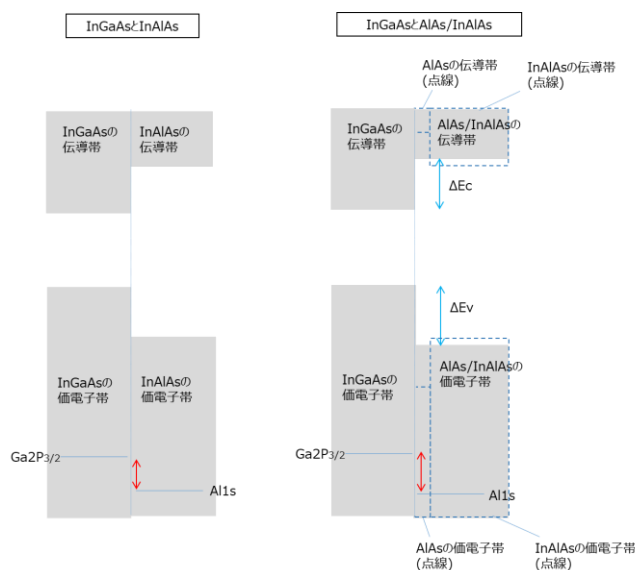 InGaAsとInAlAs
InGaAsとAlAs/InAlAs
AlAsの伝導帯
(点線)
InAlAsの伝導帯
(点線)
InGaAsの
伝導帯
InAlAsの
伝導帯
InGaAsの
伝導帯
AlAs/InAlAsの
伝導帯
ΔEc
ΔEv
InGaAsの
価電子帯
InAlAsの
価電子帯
InGaAsの
価電子帯
AlAs/InAlAsの
価電子帯
Ga2P3/2
Al1s
Ga2P3/2
Al1s
AlAsの価電子帯
(点線)
InAlAsの価電子帯
(点線)